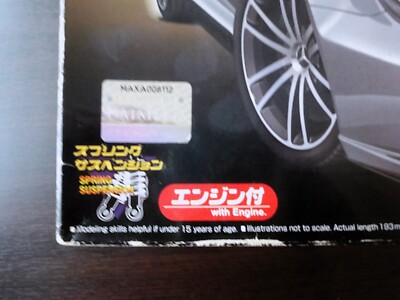 MAXA008112
スプリング
サスペンション
SPRING
SUSPENSION
エンジン付
with Engine.
■Modeling skills helpful if under 15 years of age. ■Illustrations not to scale. Actual length 193m